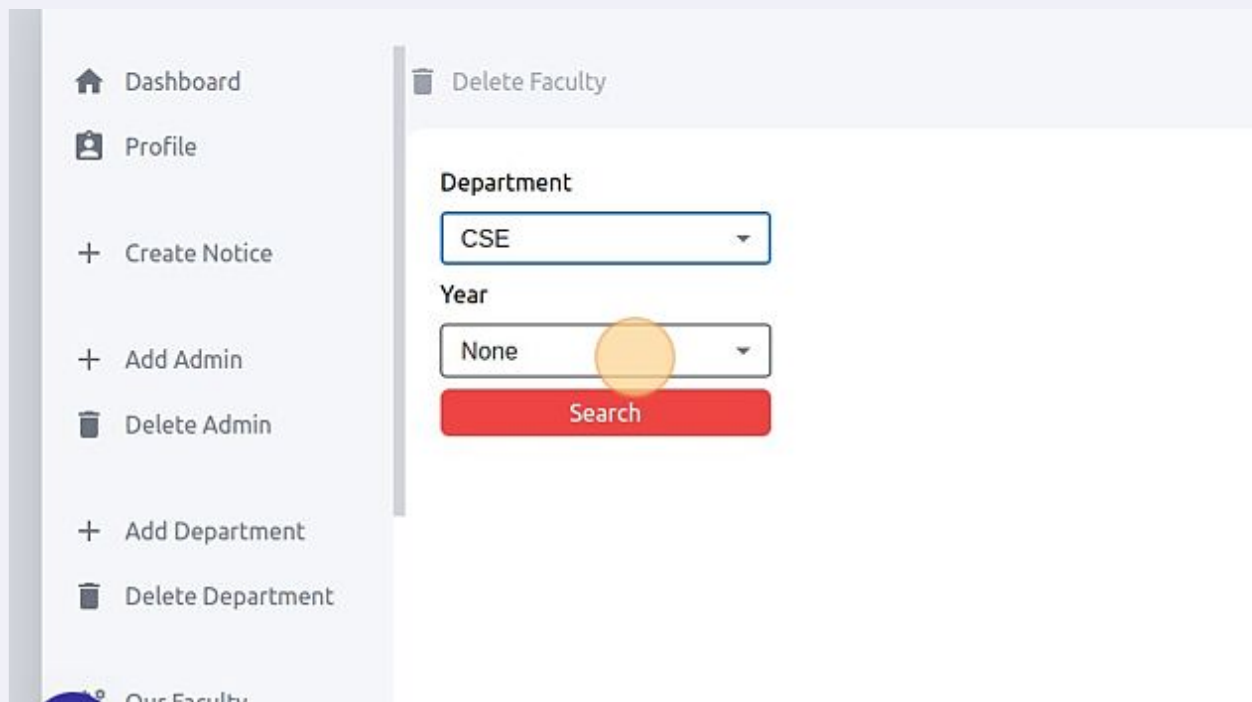 Dashboard
Profile
Create Notice
Add Admin
Delete Admin
Add Department
Delete Department
Our Faculty
Delete Faculty
Department
CSE
Year
None
Search